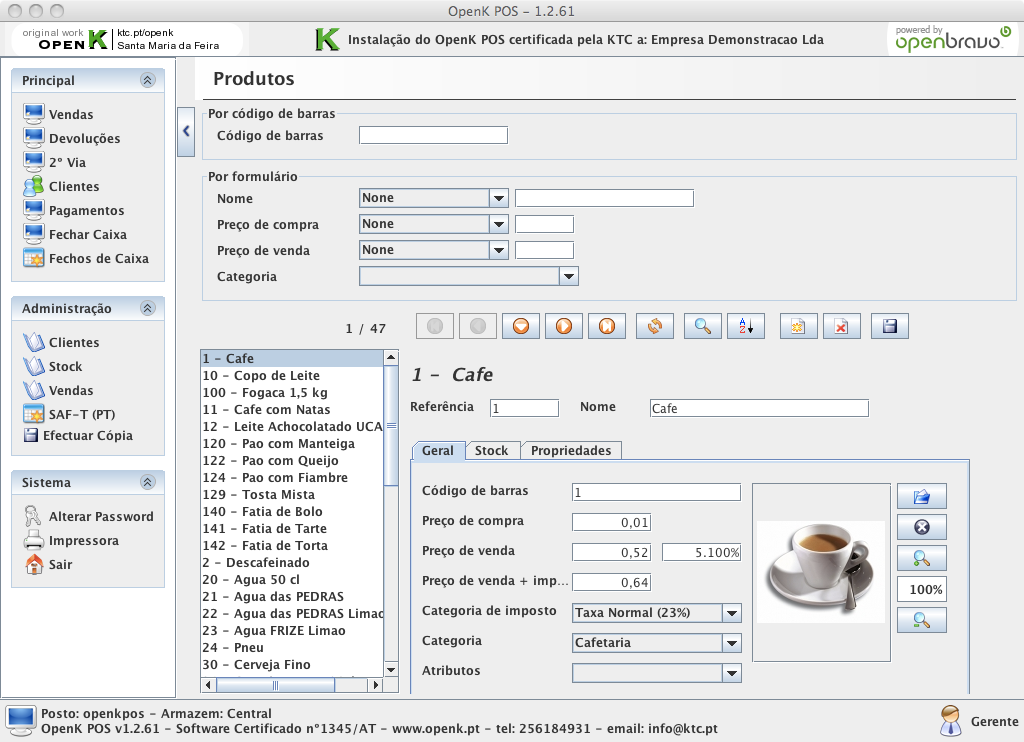 OpenK POS - 1.2.61
original work
OPEN K
ktc.pt/openk
Santa Maria da Feira
Instalação do OpenK POS certificada pela KTC a: Empresa Demonstracao Lda
powered by
openbravo
Principal
Vendas
Devoluções
2º Via
Clientes
Pagamentos
Fechar Caixa
Fechos de Caixa
Administração
Clientes
Stock
Vendas
SAF-T (PT)
Efectuar Cópia
Sistema
Alterar Password
Impressora
Sair
Produtos
Por código de barras
Código de barras
Por formulário
Nome None
Preço de compra None
Preço de venda None
Categoria
1 / 47
1 - Cafe
10 - Copo de Leite
100 - Fogaca 1,5 kg
11 - Cafe com Natas
12 - Leite Achocolatado UCA
120 - Pao com Manteiga
122 - Pao com Queijo
124 - Pao com Fiambre
129 - Tosta Mista
140 - Fatia de Bolo
141 - Fatia de Tarte
142 - Fatia de Torta
2 - Descafeinado
20 - Agua 50 cl
21 - Agua das PEDRAS
22 - Agua das PEDRAS Limao
23 - Agua FRIZE Limao
24 - Pneu
30 - Cerveja Fino
1 - Cafe
Referência 1 Nome Cafe
Geral Stock Propriedades
Código de barras 1
Preço de compra 0,01
Preço de venda 0,52 5.100%
Preço de venda + imp... 0,64
Categoria de imposto Taxa Normal (23%)
Categoria Cafetaria
Atributos
100%
Posto: openkpos - Armazem: Central
OpenK POS v1.2.61 - Software Certificado n°1345/AT - www.openk.pt - tel: 256184931 - email: info@ktc.pt
Gerente